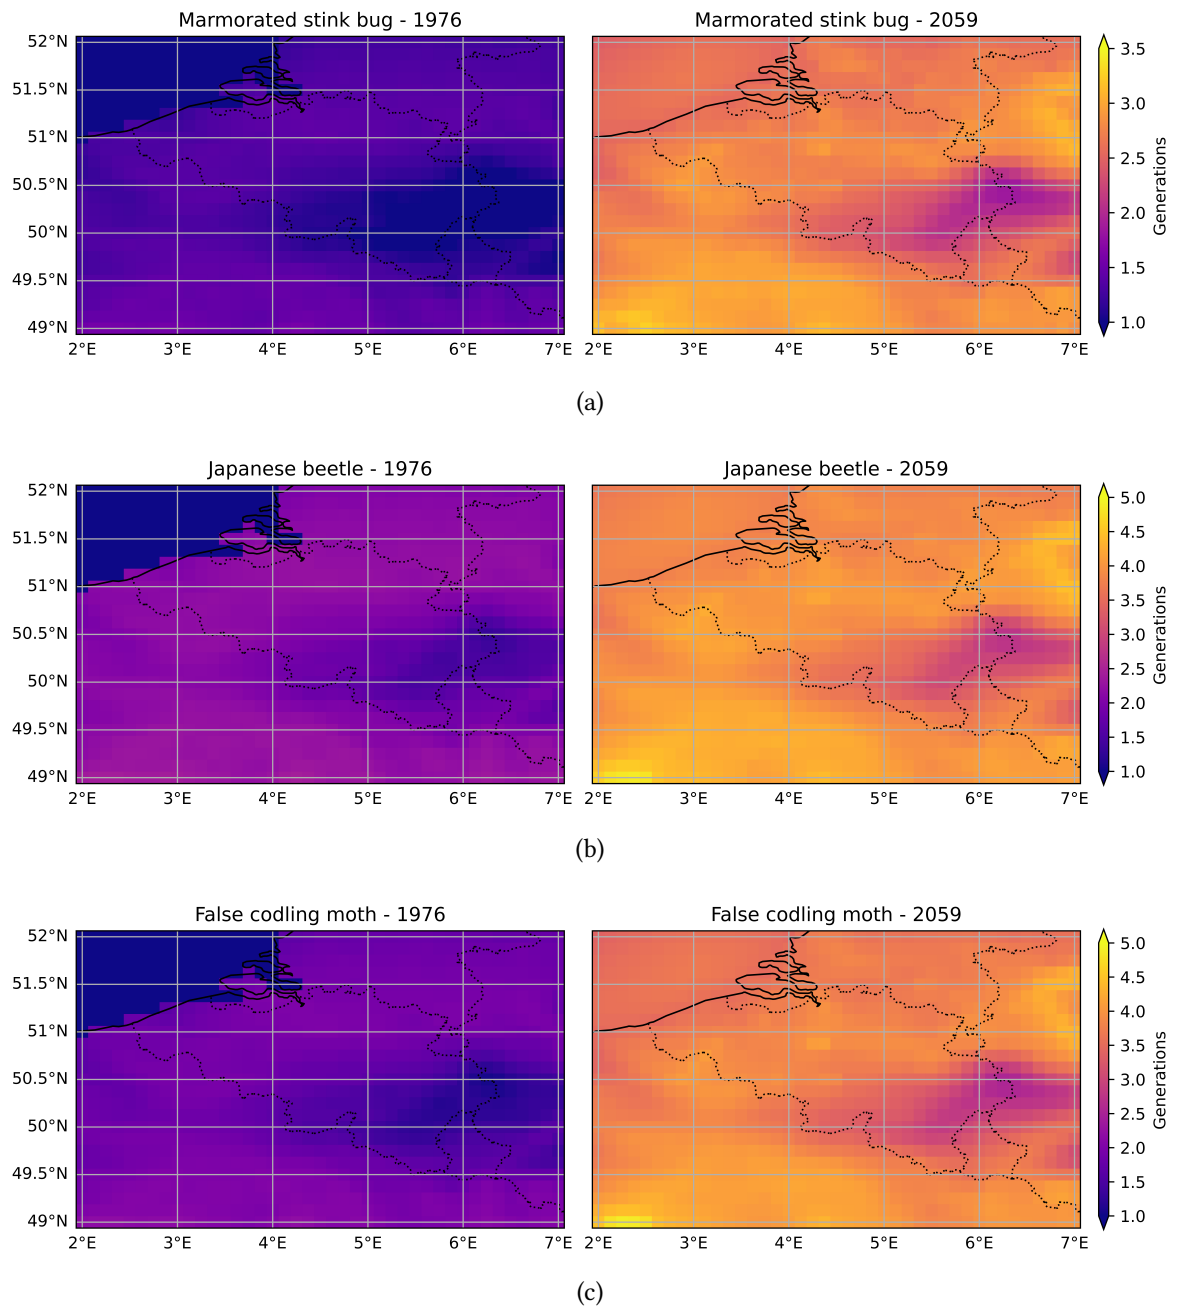 Marmorated stink bug - 1976
Marmorated stink bug - 2059
52°N
51.5°N
51°N
50.5°N
50°N
49.5°N
49°N
2°E 3°E 4°E 5°E 6°E 7°E
2°E 3°E 4°E 5°E 6°E 7°E
3.5
3.0
2.5
2.0
1.5
1.0
Generations
(a)
Japanese beetle - 1976
Japanese beetle - 2059
52°N
51.5°N
51°N
50.5°N
50°N
49.5°N
49°N
2°E 3°E 4°E 5°E 6°E 7°E
2°E 3°E 4°E 5°E 6°E 7°E
5.0
4.5
4.0
3.5
3.0
2.5
2.0
1.5
1.0
Generations
(b)
False codling moth - 1976
False codling moth - 2059
52°N
51.5°N
51°N
50.5°N
50°N
49.5°N
49°N
2°E 3°E 4°E 5°E 6°E 7°E
2°E 3°E 4°E 5°E 6°E 7°E
5.0
4.5
4.0
3.5
3.0
2.5
2.0
1.5
1.0
Generations
(c)